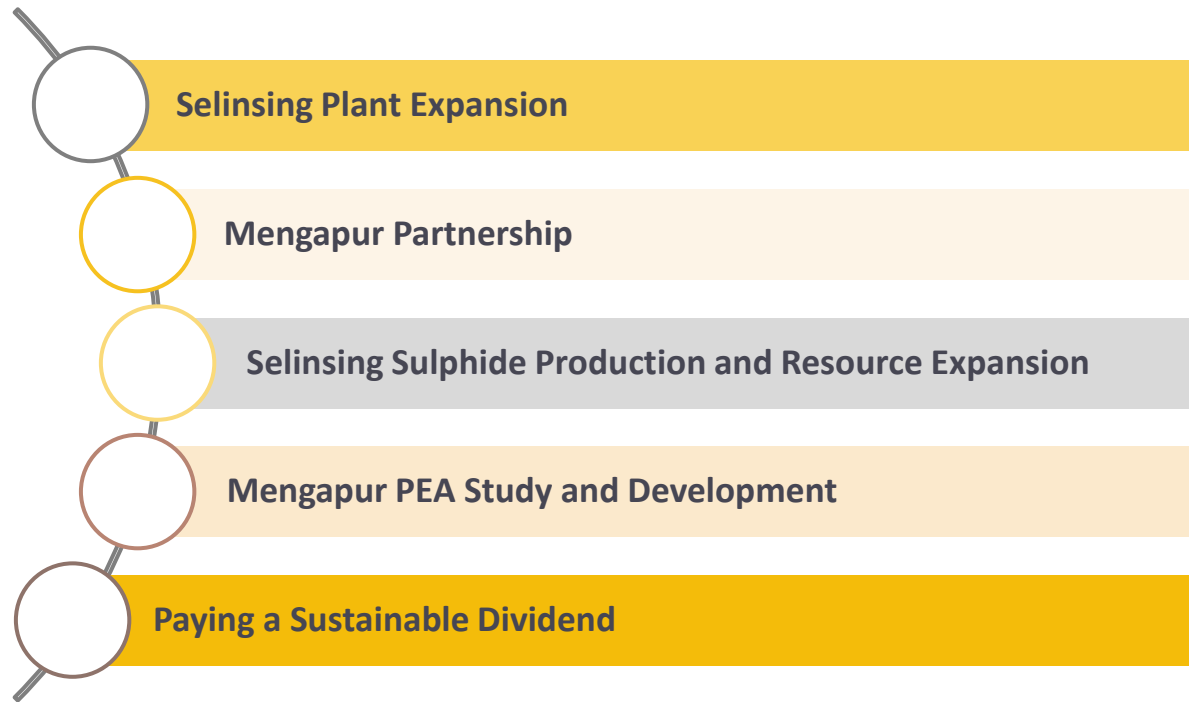 Selinsing Plant Expansion
Mengapur Partnership
Selinsing Sulphide Production and Resource Expansion
Mengapur PEA Study and Development
Paying a Sustainable Dividend